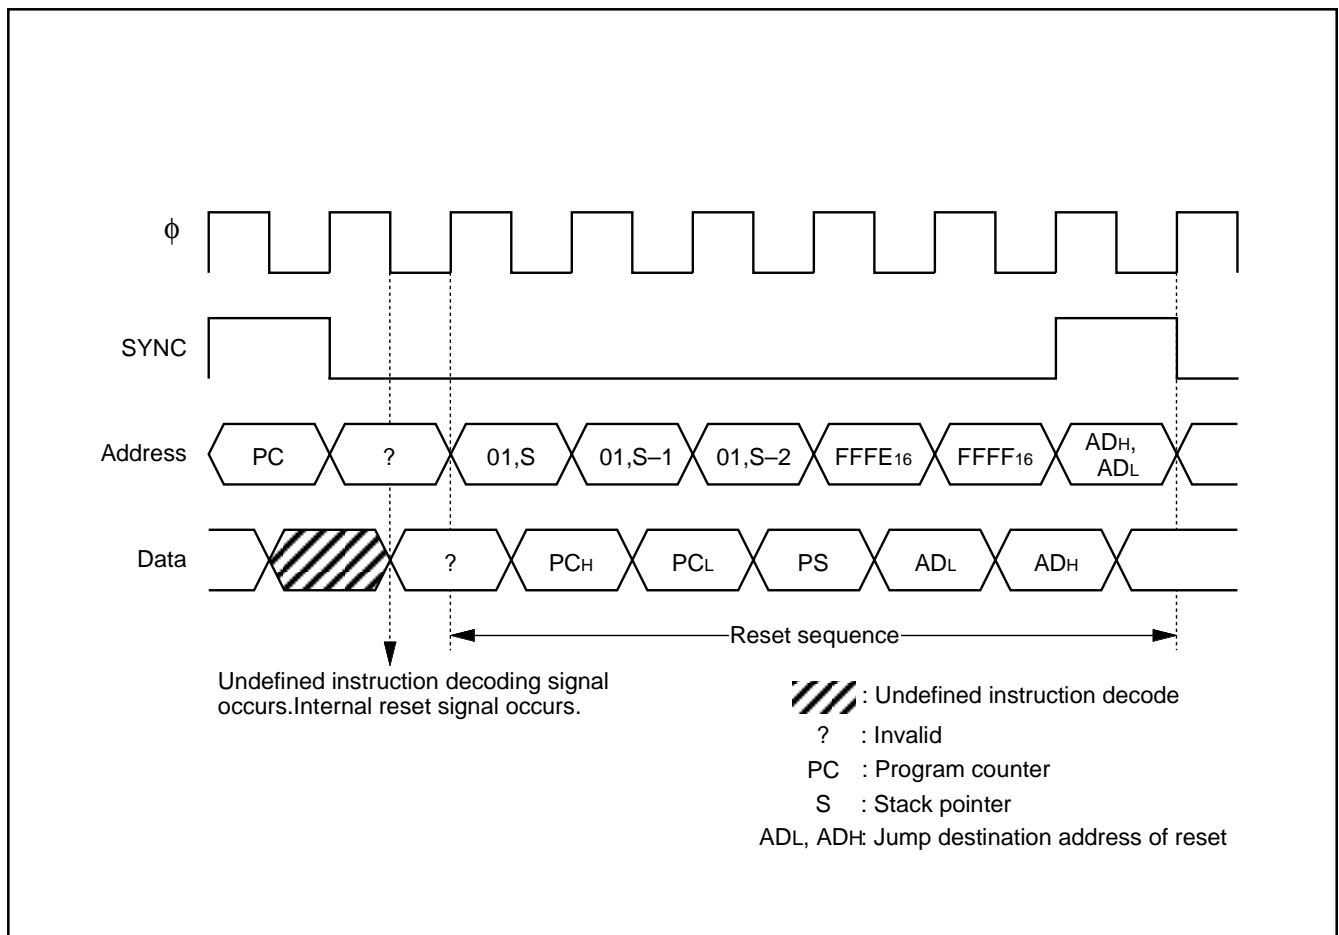 ϕ
SYNC
Address PC ? 01,S 01,S–1 01,S–2 FFFE16 FFFF16 ADH, ADL
Data ? PCH PCL PS ADL ADH
Reset sequence
Undefined instruction decoding signal
occurs.Internal reset signal occurs.
: Undefined instruction decode
? : Invalid
PC : Program counter
S : Stack pointer
ADL, ADH: Jump destination address of reset